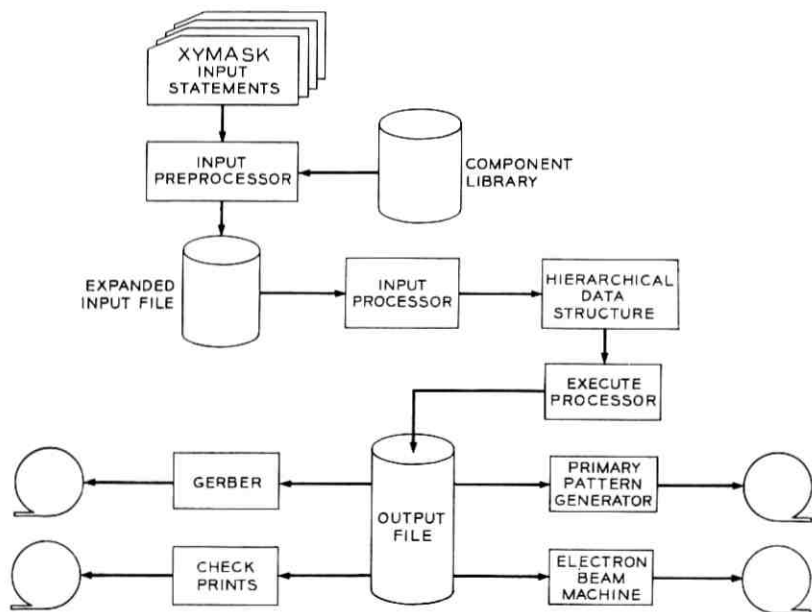 XYMASK
INPUT
STATEMENTS
INPUT
PREPROCESSOR
COMPONENT
LIBRARY
EXPANDED
INPUT FILE
INPUT
PROCESSOR
HIERARCHICAL
DATA
STRUCTURE
EXECUTE
PROCESSOR
GERBER
OUTPUT
FILE
PRIMARY
PATTERN
GENERATOR
CHECK
PRINTS
ELECTRON
BEAM
MACHINE